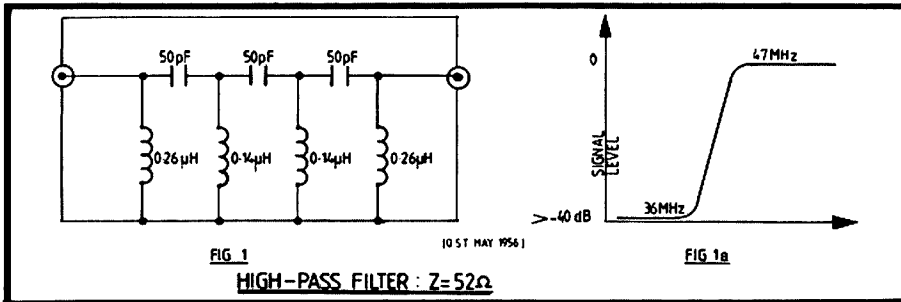 50pF 50pF 50pF
0·26µH 0·14µH 0·14µH 0·26µH
FIG 1
[QST MAY 1956]
HIGH-PASS FILTER : Z=52Ω
0
47MHz
SIGNAL
LEVEL
36MHz
>-40 dB
FIG 1a